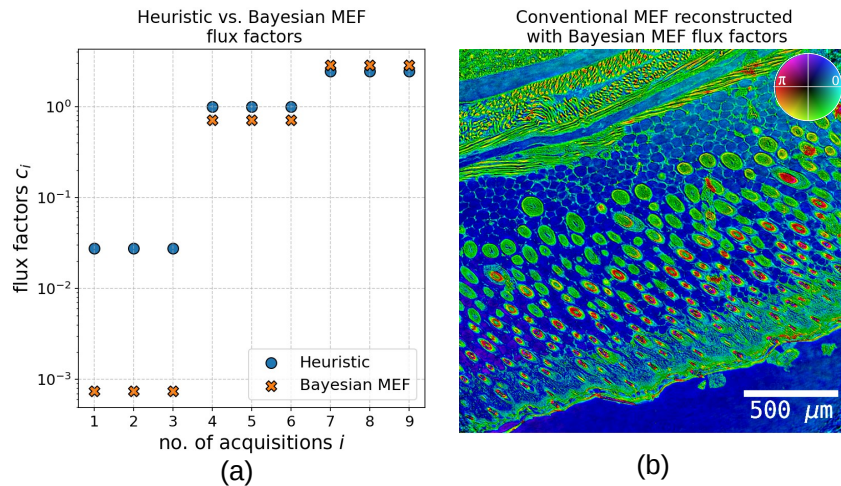 Heuristic vs. Bayesian MEF
flux factors
flux factors cᵢ
10⁰
10⁻¹
10⁻²
10⁻³
Heuristic
Bayesian MEF
1 2 3 4 5 6 7 8 9
no. of acquisitions i
(a)
Conventional MEF reconstructed
with Bayesian MEF flux factors
π 0
500 μm
(b)